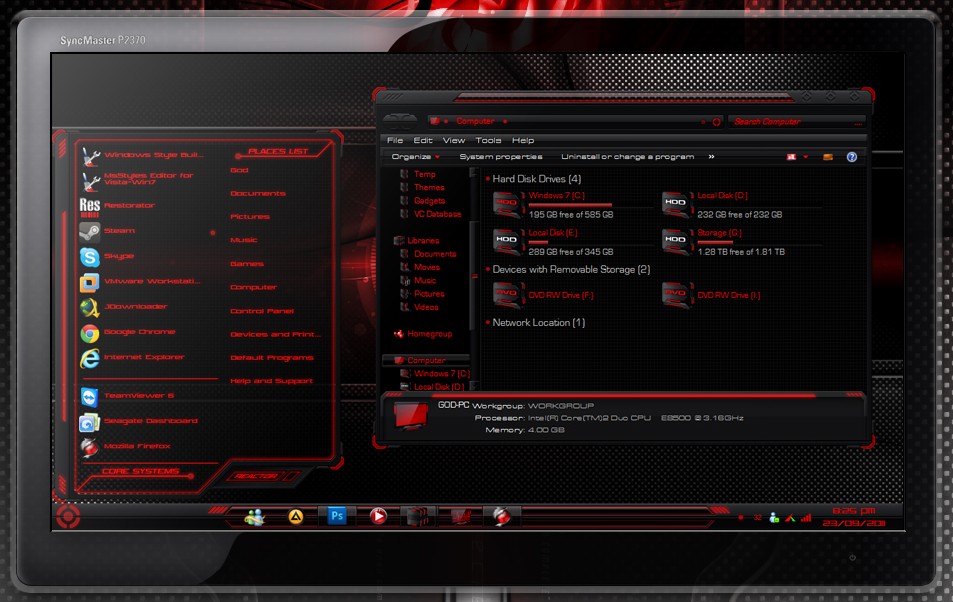 SyncMaster P2370
Windows Style Buil...
MsStyles Editor for
Vista-Win7
Restorator
Steam
Skype
VMware Workstati...
JDownloader
Google Chrome
Internet Explorer
TeamViewer 6
Seagate Dashboard
Mozilla Firefox
CORE SYSTEMS
REACTOR
PLACES LIST
God
Documents
Pictures
Music
Games
Computer
Control Panel
Devices and Print...
Default Programs
Help and Support
Res
Computer
Search Computer
File Edit View Tools Help
Organize System properties Uninstall or change a program »
Temp
Themes
Gadgets
VC Database
Libraries
Documents
Movies
Music
Pictures
Videos
Homegroup
Computer
Windows 7 (C:
Local Disk (D:)
Hard Disk Drives (4)
HDD
Windows 7 (C:)
195 GB free of 585 GB
HDD
Local Disk (D:)
232 GB free of 232 GB
HDD
Local Disk (E:)
289 GB free of 345 GB
HDD
Storage (G:)
1.28 TB free of 1.81 TB
Devices with Removable Storage (2)
DVD
DVD RW Drive (F:)
DVD
DVD RW Drive (I:)
Network Location (1)
GOD-PC Workgroup: WORKGROUP
Processor: Intel(R) Core(TM)2 Duo CPU E8500 @ 3.16GHz
Memory: 4.00 GB
Ps
8:25 pm
23/09/2011